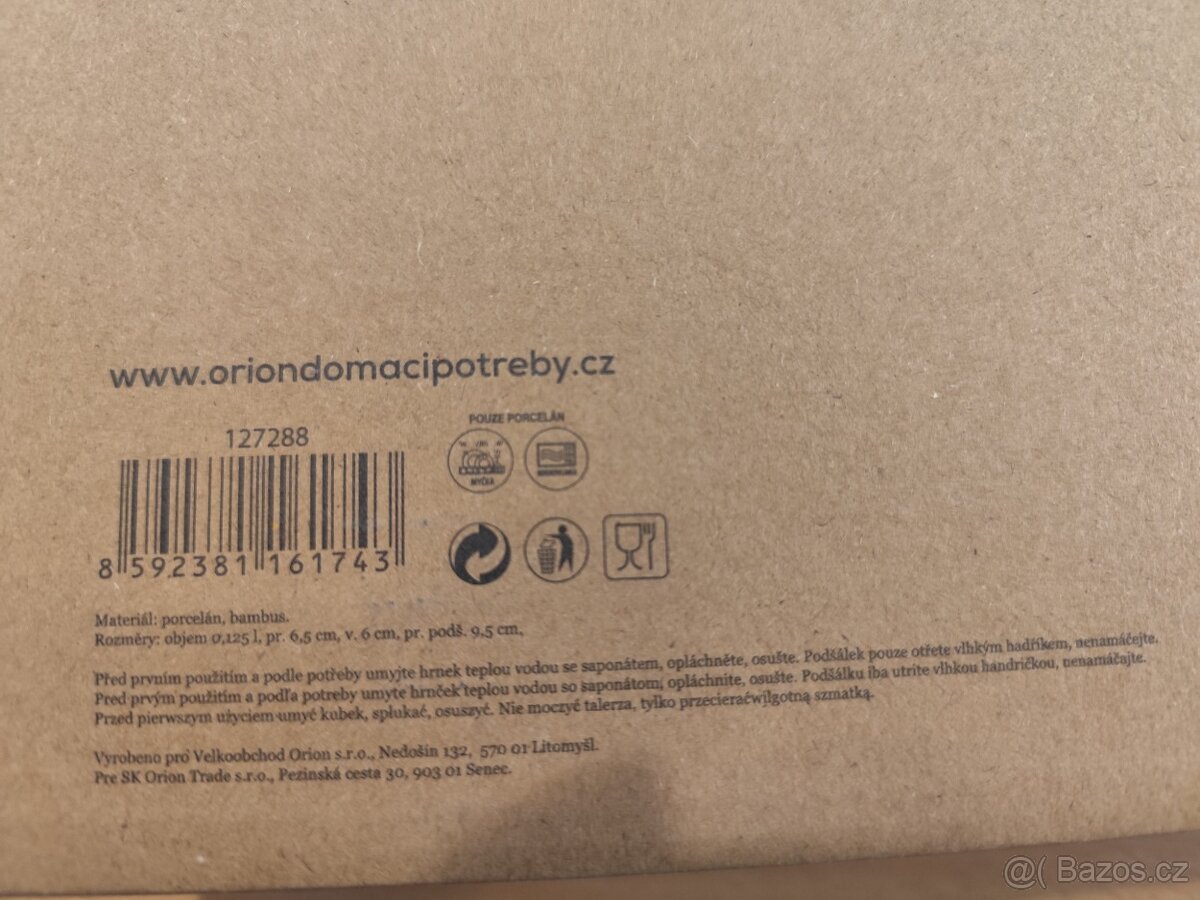 www.oriondomacipotreby.cz
127288
POUZE PORCELÁN
MYČKA
8 592381 161743
Materiál: porcelán, bambus.
Rozměry: objem 0,125 l, pr. 6,5 cm, v. 6 cm, pr. podš. 9,5 cm,
Před prvním použitím a podle potřeby umyjte hrnek teplou vodou se saponátem, opláchněte, osušte. Podšálek pouze otřete vlhkým hadříkem, nenamáčejte.
Pred prvým použitím a podľa potreby umyte hrnček teplou vodou so saponátom, opláchnite, osušte. Podšálku iba utrite vlhkou handričkou, nenamáčajte.
Przed pierwszym użyciem umyć kubek, spłukać, osuszyć. Nie moczyć talerza, tylko przecierać wilgotną szmatką.
Vyrobeno pro Velkoobchod Orion s.r.o., Nedošín 132, 570 01 Litomyšl.
Pre SK Orion Trade s.r.o., Pezinská cesta 30, 903 01 Senec.
@( Bazos.cz